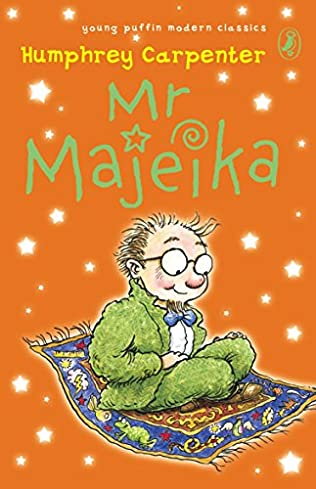 young puffin modern classics
Humphrey Carpenter
Mr
Majeika